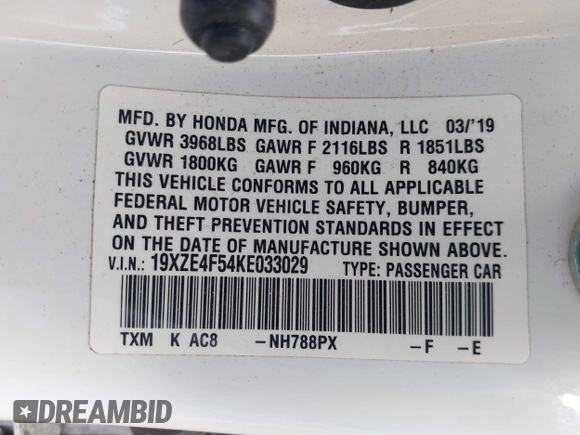 MFD. BY HONDA MFG. OF INDIANA, LLC 03/'19
GVWR 3968LBS GAWR F 2116LBS R 1851LBS
GVWR 1800KG GAWR F 960KG R 840KG
THIS VEHICLE CONFORMS TO ALL APPLICABLE
FEDERAL MOTOR VEHICLE SAFETY, BUMPER,
AND THEFT PREVENTION STANDARDS IN EFFECT
ON THE DATE OF MANUFACTURE SHOWN ABOVE.
V.I.N.: 19XZE4F54KE033029 TYPE: PASSENGER CAR
TXM K AC8 –NH788PX –F –E
DREAMBID